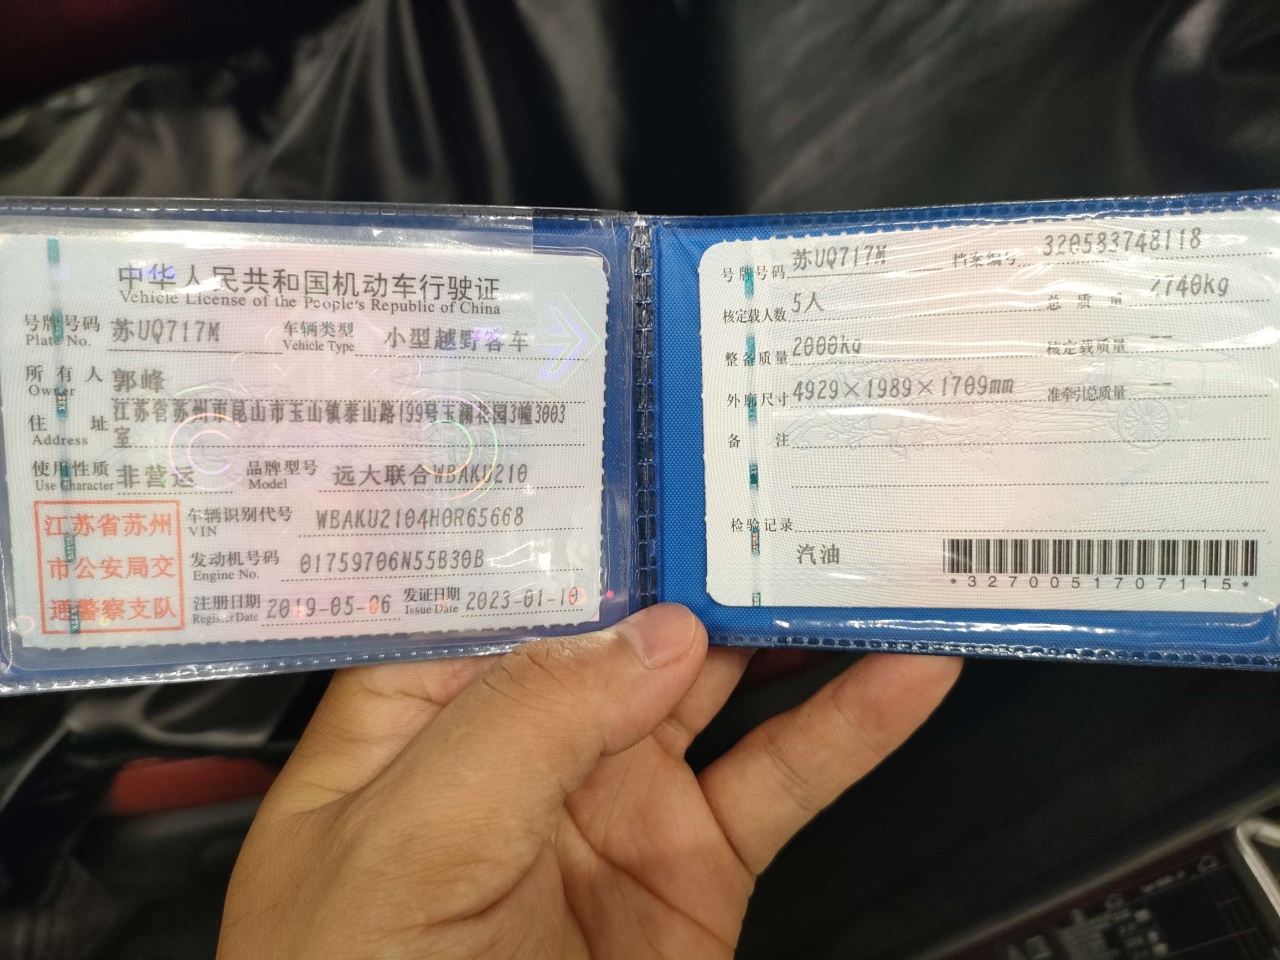 中华人民共和国机动车行驶证
Vehicle License of the People's Republic of China
号牌号码 苏UQ717M 车辆类型 小型越野客车
Plate No. Vehicle Type
所有人 郭峰
Owner
住址 江苏省苏州市昆山市玉山镇泰山路199号玉澜花园3幢3003
Address 室
使用性质 非营运 品牌型号 远大联合WBAKU210
Use Character Model
江苏省苏州
市公安局交
通警察支队
车辆识别代号 WBAKU2104H0R65668
VIN
发动机号码 01759706N55B30B
Engine No.
注册日期 2019-05-06 发证日期 2023-01-10
Register Date Issue Date
号牌号码 苏UQ717M 档案编号 320583748118
核定载人数 5人 总质量 2740kg
整备质量 2000kg 核定载质量 --
外廓尺寸 4929×1989×1709mm 准牵引总质量 --
备注
检验记录
汽油
*3270051707115*